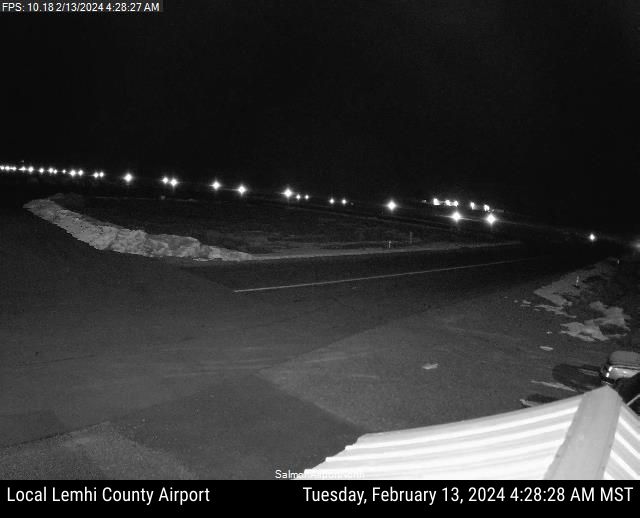 FPS: 10.18 2/13/2024 4:28:27 AM
Local Lemhi County Airport
Tuesday, February 13, 2024 4:28:28 AM MST